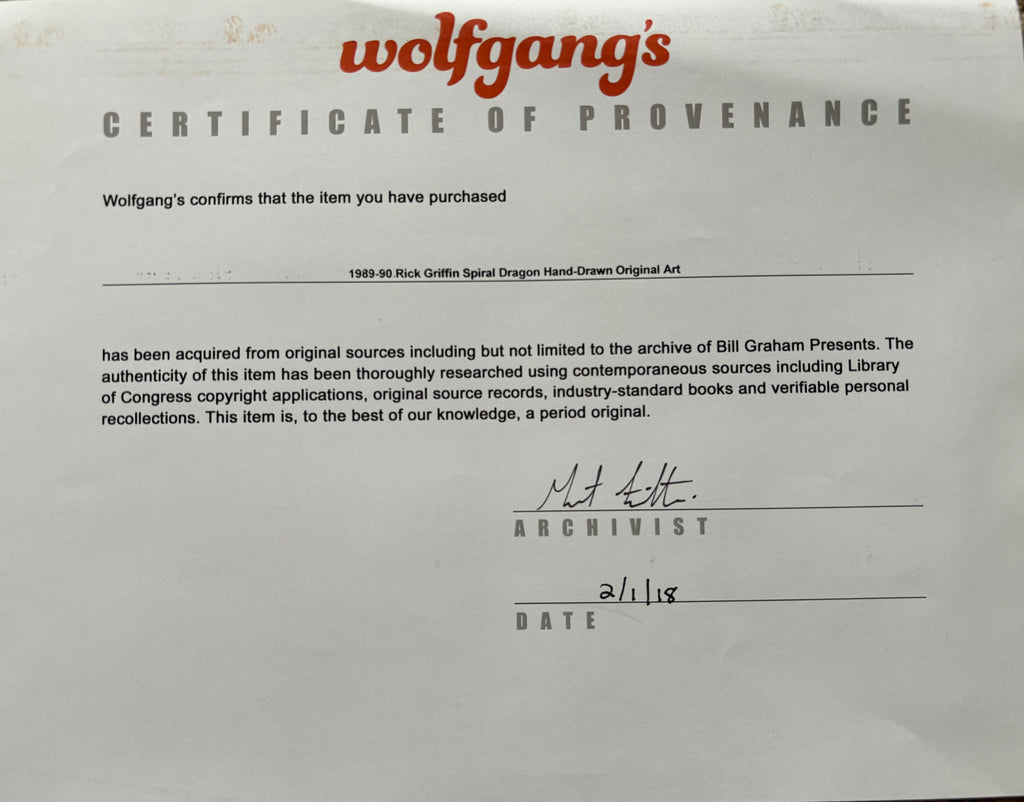 wolfgang's
CERTIFICATE OF PROVENANCE
Wolfgang's confirms that the item you have purchased
1989-90 Rick Griffin Spiral Dragon Hand-Drawn Original Art
has been acquired from original sources including but not limited to the archive of Bill Graham Presents. The
authenticity of this item has been thoroughly researched using contemporaneous sources including Library
of Congress copyright applications, original source records, industry-standard books and verifiable personal
recollections. This item is, to the best of our knowledge, a period original.
ARCHIVIST
2/1/18
DATE